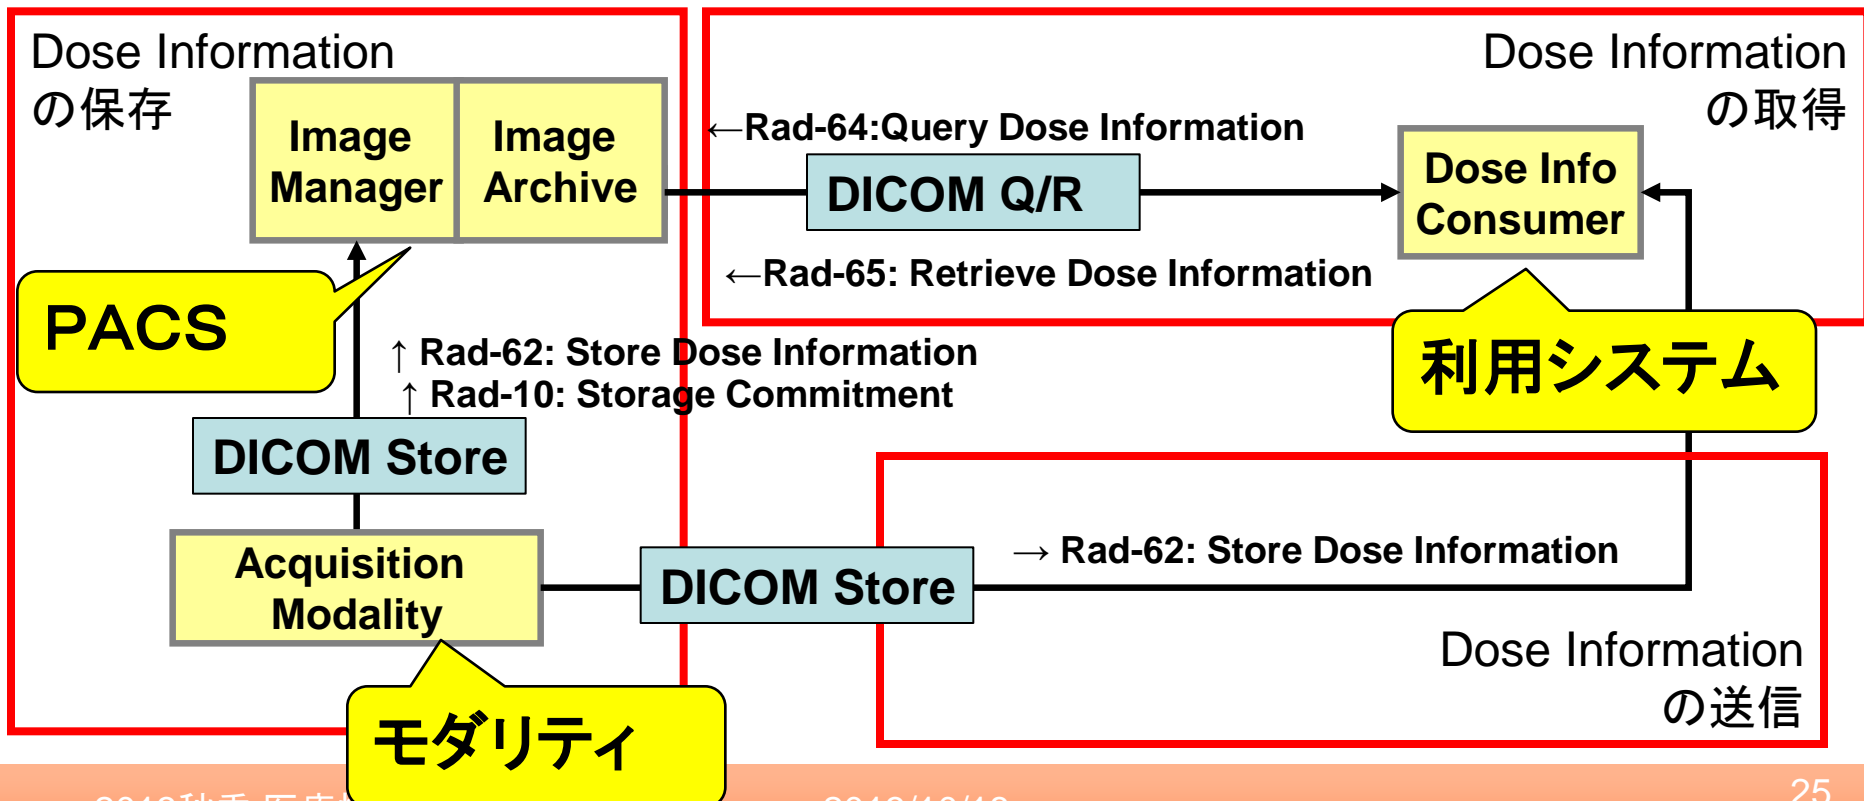 Dose Information
の保存
Image
Manager
Image
Archive
PACS
↑ Rad-62: Store Dose Information
↑ Rad-10: Storage Commitment
DICOM Store
Acquisition
Modality
モダリティ
Dose Information
の取得
←Rad-64:Query Dose Information
DICOM Q/R
←Rad-65: Retrieve Dose Information
Dose Info
Consumer
利用システム
DICOM Store
→ Rad-62: Store Dose Information
Dose Information
の送信
25